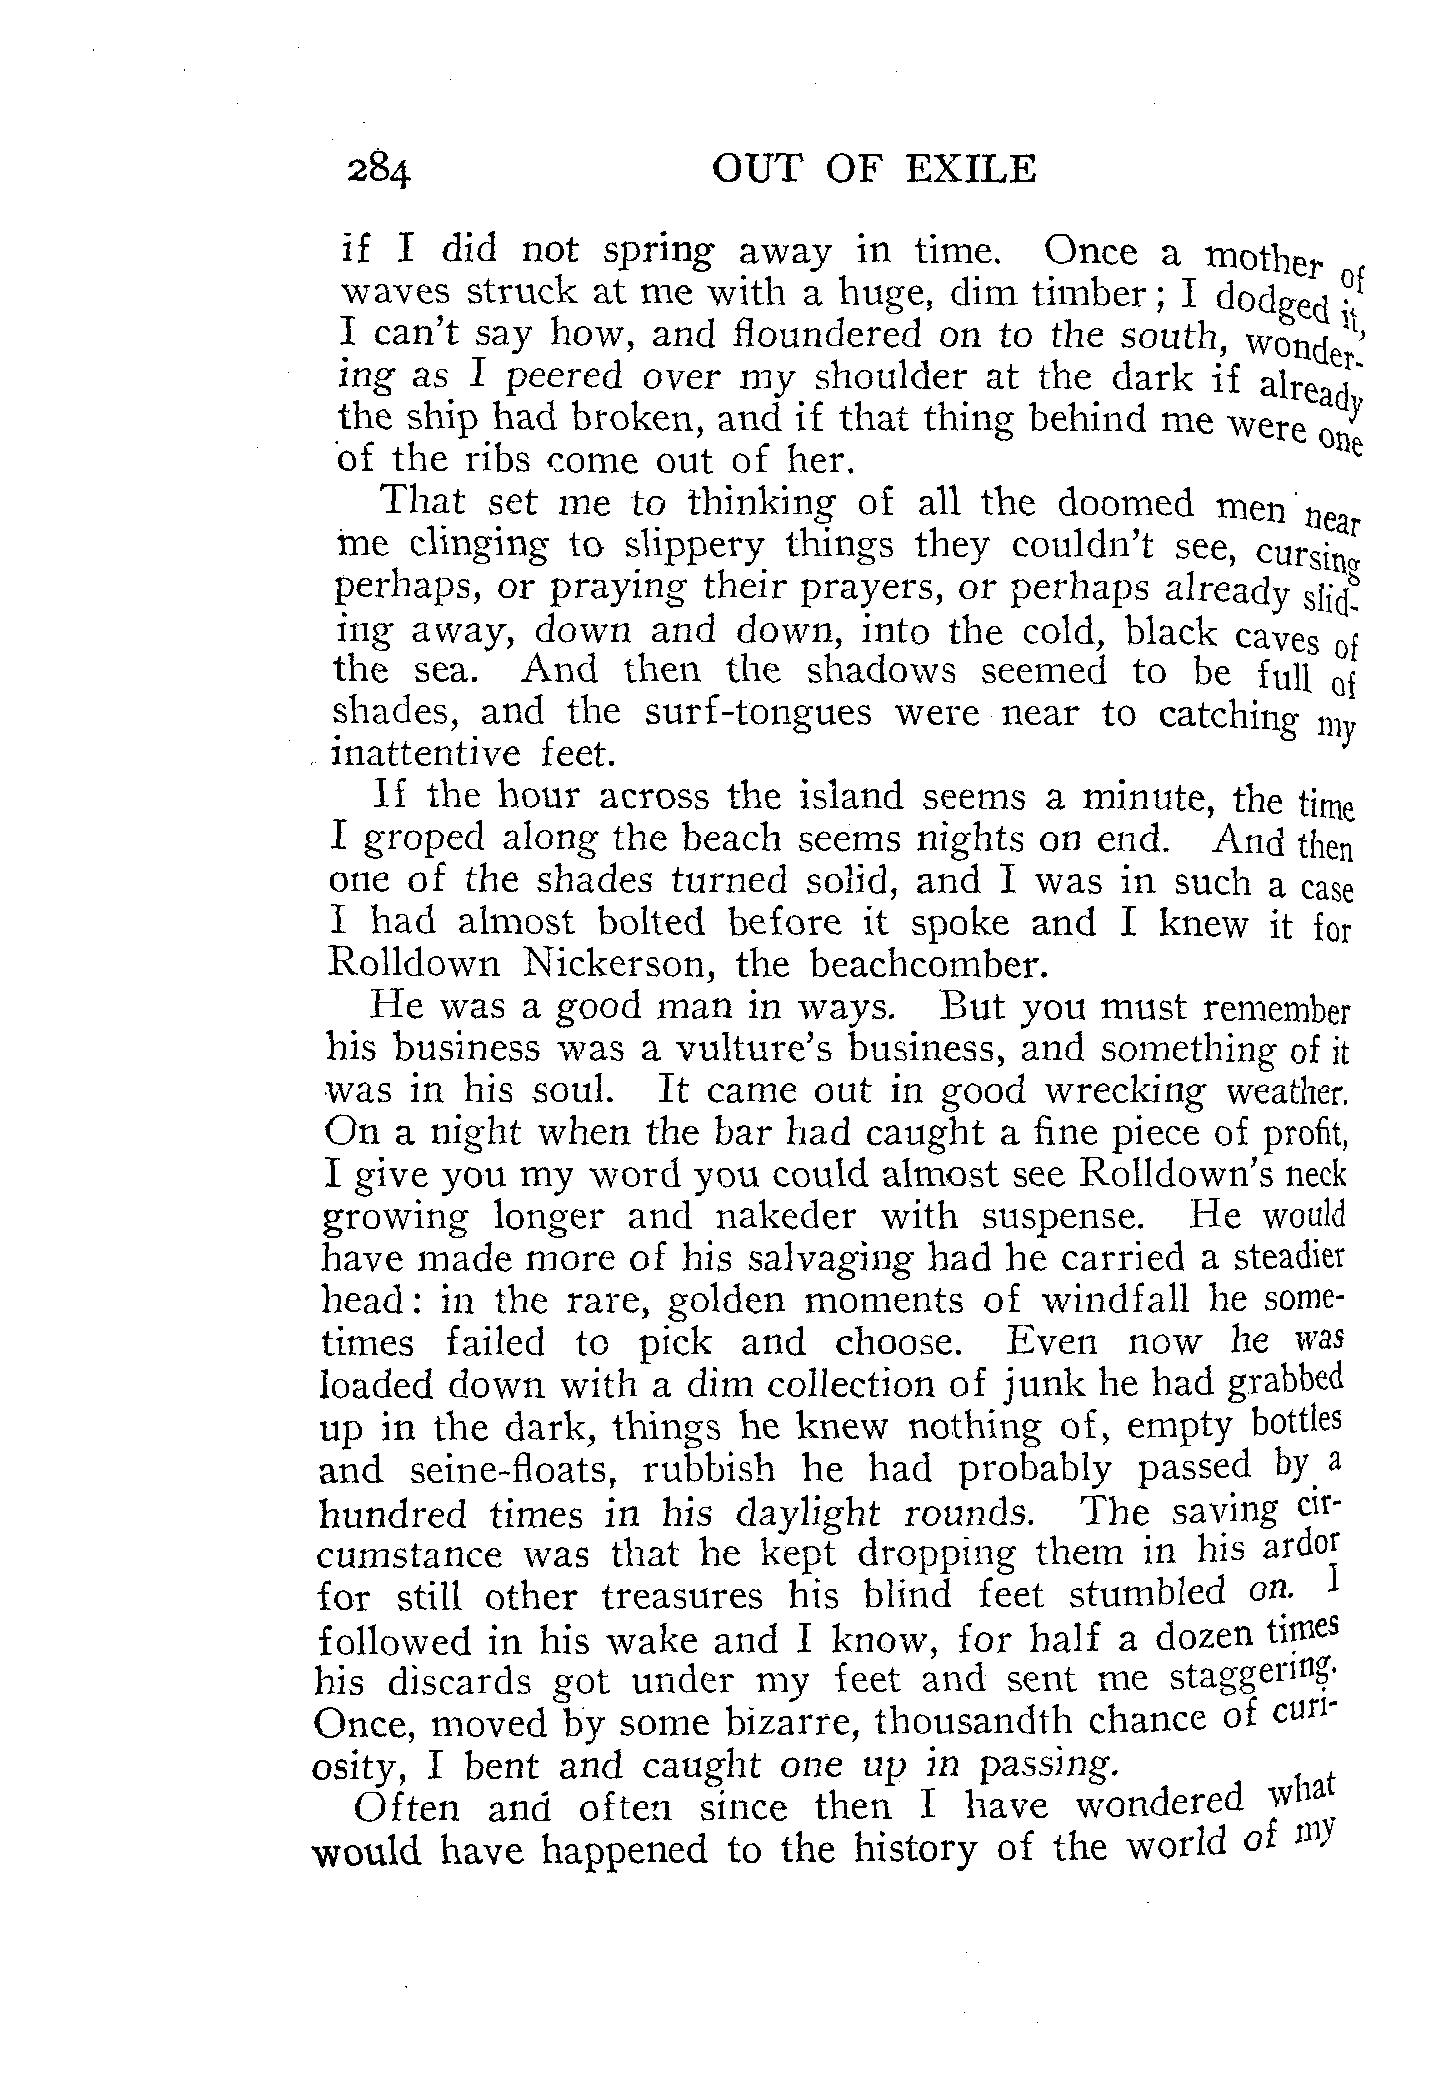 284 OUT OF EXILE
if I did not spring away in time. Once a mother of
waves struck at me with a huge, dim timber; I dodged it,
I can't say how, and floundered on to the south, wonder-
ing as I peered over my shoulder at the dark if already
the ship had broken, and if that thing behind me were one
of the ribs come out of her.
That set me to thinking of all the doomed men near
me clinging to slippery things they couldn't see, cursing
perhaps, or praying their prayers, or perhaps already slid-
ing away, down and down, into the cold, black caves of
the sea. And then the shadows seemed to be full of
shades, and the surf-tongues were near to catching my
inattentive feet.
If the hour across the island seems a minute, the time
I groped along the beach seems nights on end. And then
one of the shades turned solid, and I was in such a case
I had almost bolted before it spoke and I knew it for
Rolldown Nickerson, the beachcomber.
He was a good man in ways. But you must remember
his business was a vulture's business, and something of it
was in his soul. It came out in good wrecking weather.
On a night when the bar had caught a fine piece of profit,
I give you my word you could almost see Rolldown's neck
growing longer and nakeder with suspense. He would
have made more of his salvaging had he carried a steadier
head: in the rare, golden moments of windfall he some-
times failed to pick and choose. Even now he was
loaded down with a dim collection of junk he had grabbed
up in the dark, things he knew nothing of, empty bottles
and seine-floats, rubbish he had probably passed by a
hundred times in his daylight rounds. The saving cir-
cumstance was that he kept dropping them in his ardor
for still other treasures his blind feet stumbled on. I
followed in his wake and I know, for half a dozen times
his discards got under my feet and sent me staggering.
Once, moved by some bizarre, thousandth chance of curi-
osity, I bent and caught one up in passing.
Often and often since then I have wondered what
would have happened to the history of the world of my